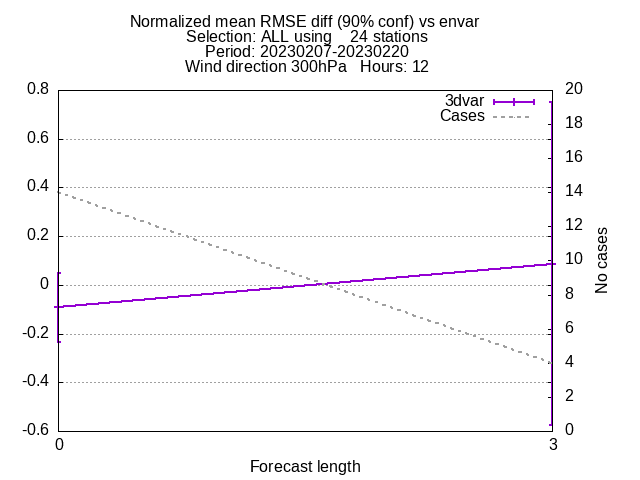 Normalized mean RMSE diff (90% conf) vs envar
Selection: ALL using    24 stations
Period: 20230207-20230220
Wind direction 300hPa   Hours: 12
3dvar
Cases
0.8
0.6
0.4
0.2
0
-0.2
-0.4
-0.6
20
18
16
14
12
10
8
6
4
2
0
No cases
0
3
Forecast length